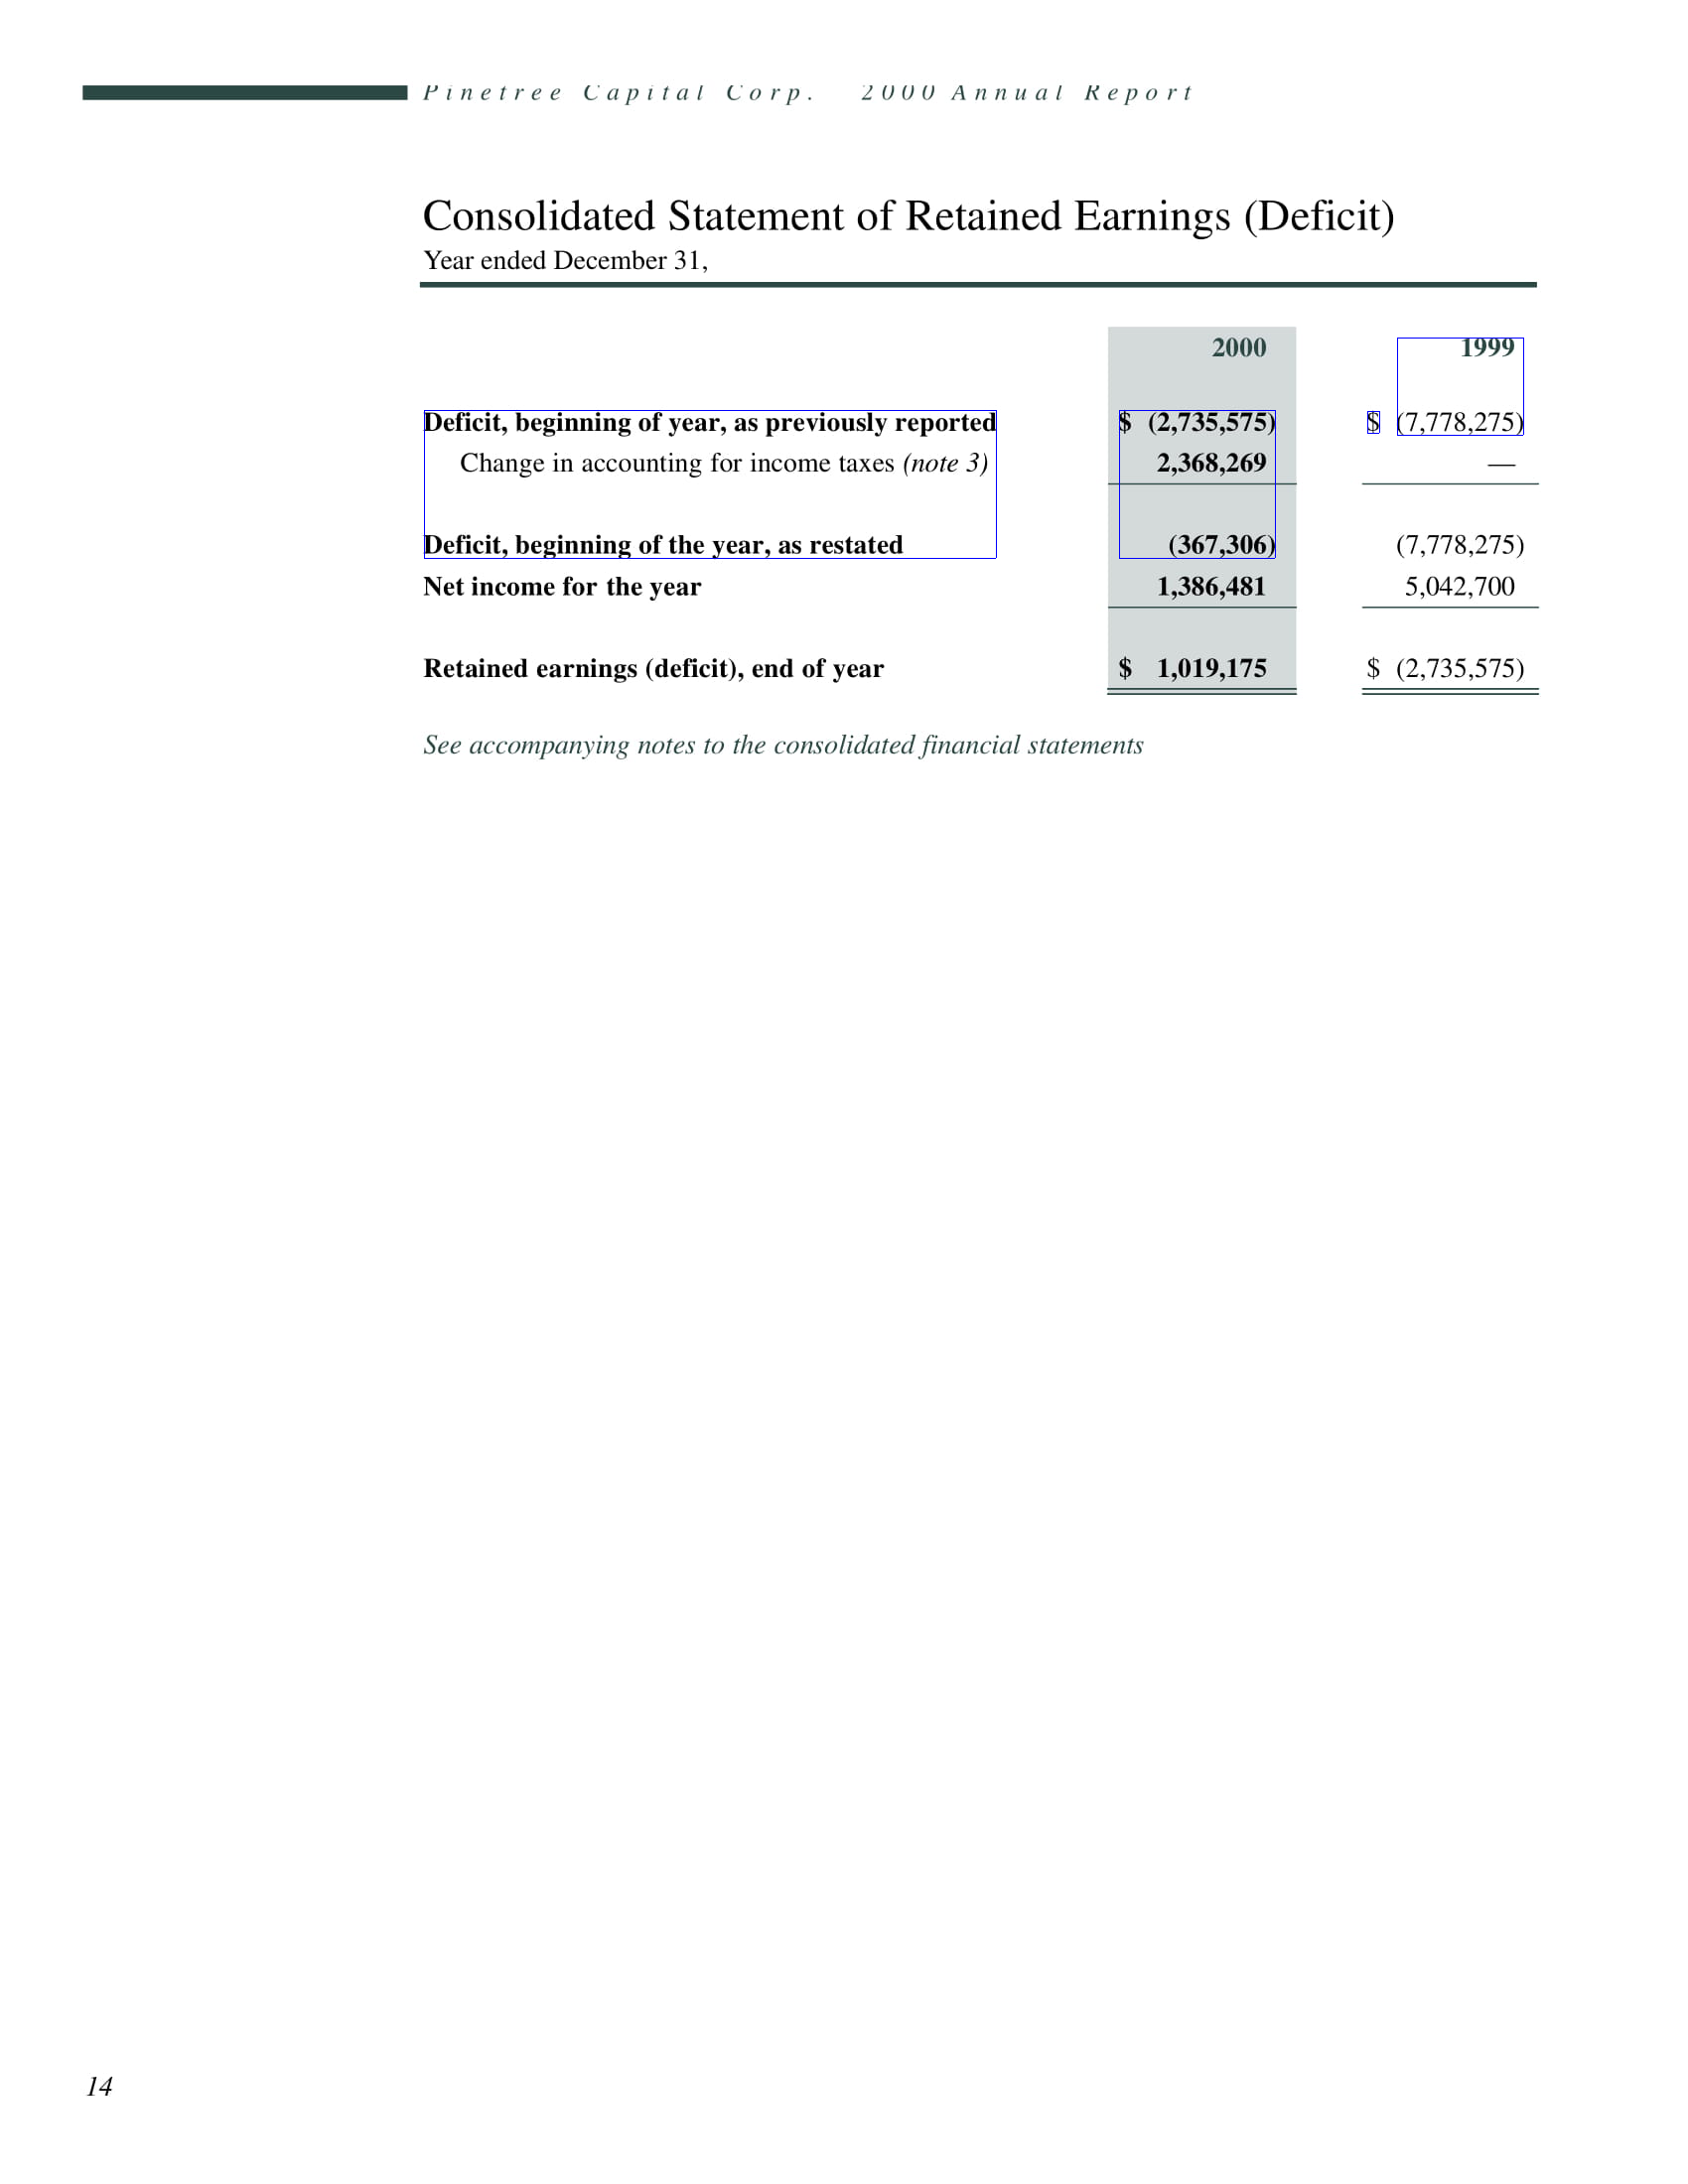 Pinetree Capital Corp. 2000 Annual Report
Consolidated Statement of Retained Earnings (Deficit)
Year ended December 31,
2000 1999
Deficit, beginning of year, as previously reported $ (2,735,575) $ (7,778,275)
Change in accounting for income taxes (note 3) 2,368,269 —
Deficit, beginning of the year, as restated (367,306) (7,778,275)
Net income for the year 1,386,481 5,042,700
Retained earnings (deficit), end of year $ 1,019,175 $ (2,735,575)
See accompanying notes to the consolidated financial statements
14